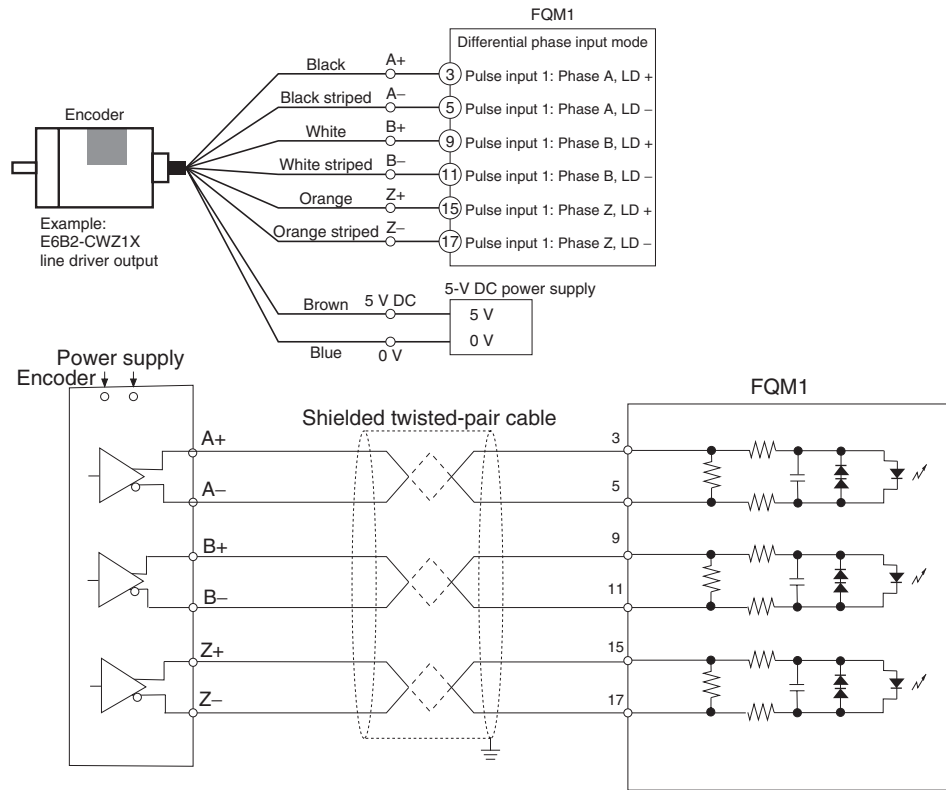 FQM1
Differential phase input mode
Black A+ 3 Pulse input 1: Phase A, LD +
Black striped A– 5 Pulse input 1: Phase A, LD –
Encoder
White B+ 9 Pulse input 1: Phase B, LD +
White striped B– 11 Pulse input 1: Phase B, LD –
Orange Z+ 15 Pulse input 1: Phase Z, LD +
Orange striped Z– 17 Pulse input 1: Phase Z, LD –
Example:
E6B2-CWZ1X
line driver output
5-V DC power supply
Brown 5 V DC 5 V
Blue 0 V 0 V
Power supply
Encoder
FQM1
Shielded twisted-pair cable
A+ 3
A– 5
B+ 9
B– 11
Z+ 15
Z– 17